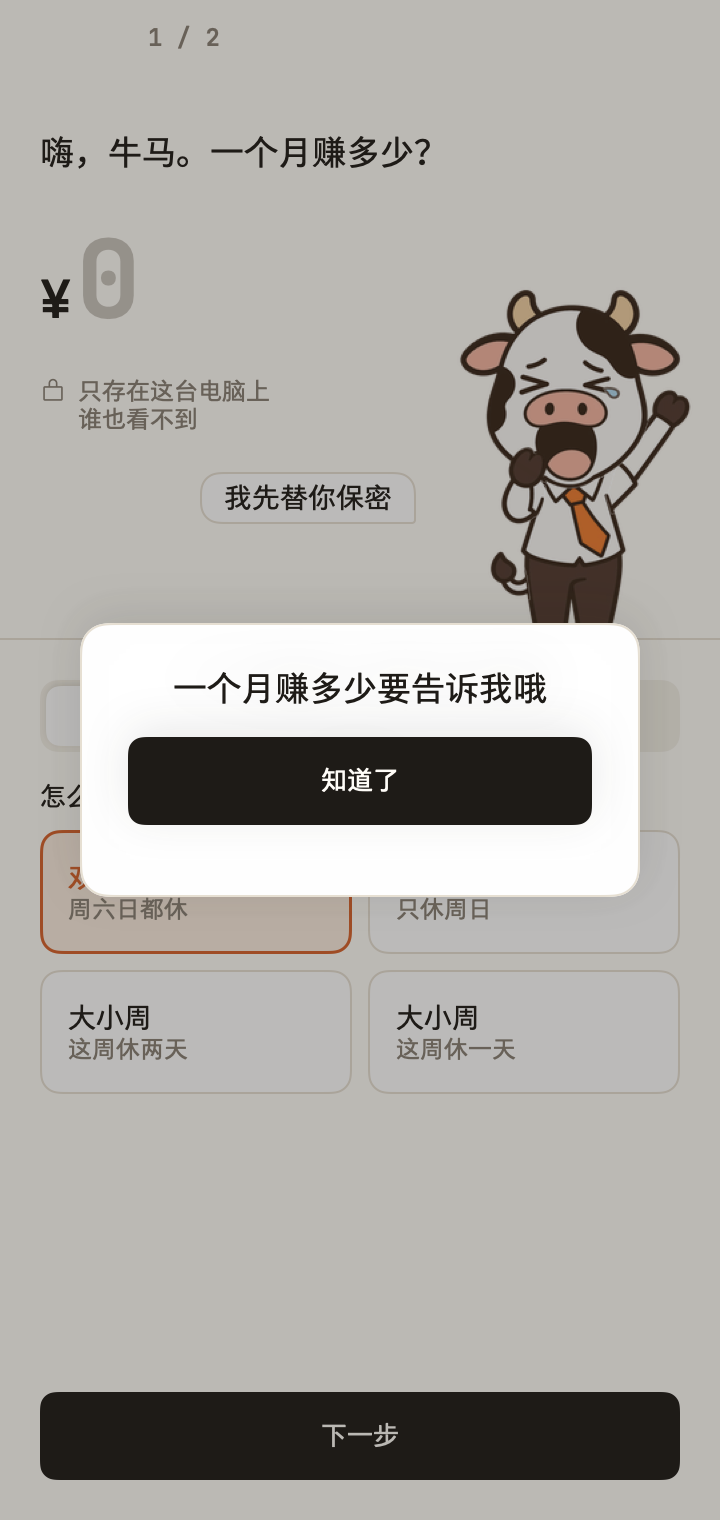 1 / 2
嗨，牛马。一个月赚多少？
¥0
只存在这台电脑上
谁也看不到
我先替你保密
一个月赚多少要告诉我哦
知道了
怎么
周六日都休
只休周日
大小周
这周休两天
大小周
这周休一天
下一步